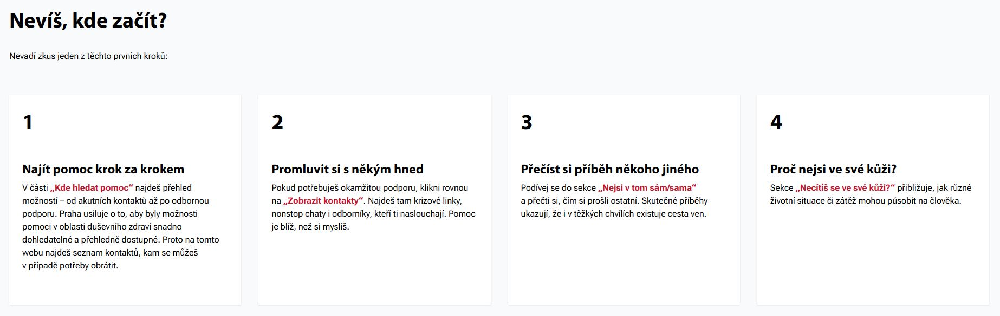 Nevíš, kde začít?
Nevadí zkus jeden z těchto prvních kroků:
1
Najít pomoc krok za krokem
V části „Kde hledat pomoc“ najdeš přehled
možností – od akutních kontaktů až po odbornou
podporu. Praha usiluje o to, aby byly možnosti
pomoci v oblasti duševního zdraví snadno
dohledatelné a přehledně dostupné. Proto na tomto
webu najdeš seznam kontaktů, kam se můžeš
v případě potřeby obrátit.
2
Promluvit si s někým hned
Pokud potřebuješ okamžitou podporu, klikni rovnou
na „Zobrazit kontakty“. Najdeš tam krizové linky,
nonstop chaty i odborníky, kteří ti naslouchají. Pomoc
je blíž, než si myslíš.
3
Přečíst si příběh někoho jiného
Podívej se do sekce „Nejsi v tom sám/sama“
a přečti si, čím si prošli ostatní. Skutečné příběhy
ukazují, že i v těžkých chvílích existuje cesta ven.
4
Proč nejsi ve své kůži?
Sekce „Necítíš se ve své kůži?“ přibližuje, jak různé
životní situace či zátěž mohou působit na člověka.